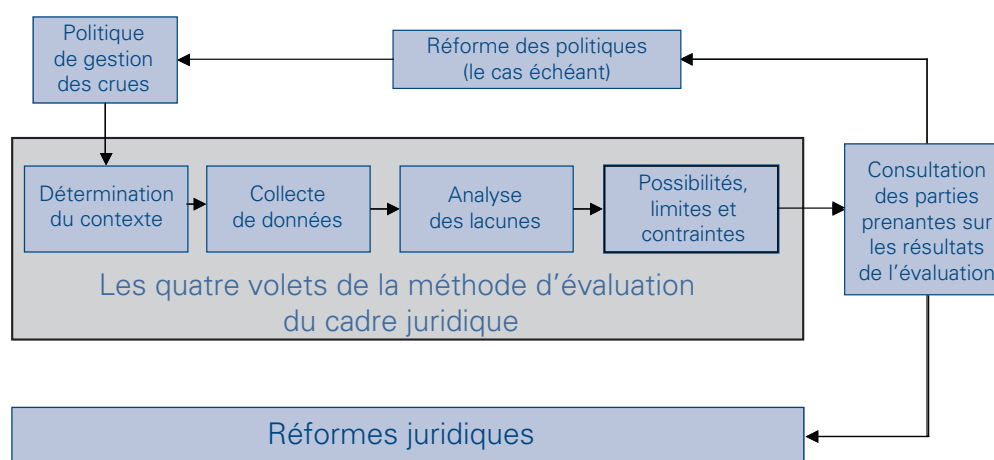 Politique
de gestion
des crues
Réforme des politiques
(le cas échéant)
Détermination
du contexte
Collecte
de données
Analyse
des lacunes
Possibilités,
limites et
contraintes
Consultation
des parties
prenantes sur
les résultats
de l'évaluation
Les quatre volets de la méthode d'évaluation
du cadre juridique
Réformes juridiques